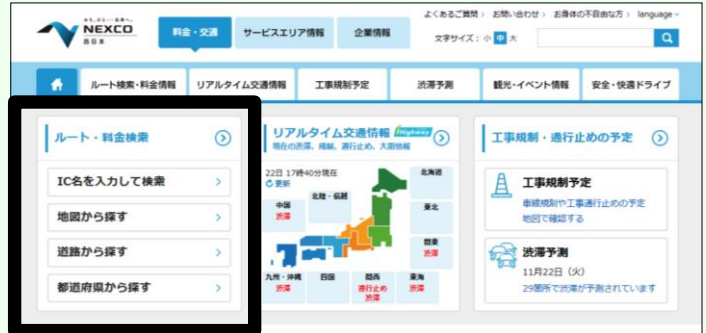 よくあるご質問 お問い合わせ お身体の不自由な方 language
みち、ひと…未来へ。
NEXCO
西日本
料金・交通 サービスエリア情報 企業情報
文字サイズ： 小 中 大
ルート検索・料金情報 リアルタイム交通情報 工事規制予定 渋滞予測 観光・イベント情報 安全・快適ドライブ
ルート・料金検索
IC名を入力して検索
地図から探す
道路から探す
都道府県から探す
リアルタイム交通情報 iHighway
現在の渋滞、規制、通行止め、大雨情報
22日 17時40分現在
更新
北海道
北陸・信越
中国
渋滞
東北
関東
渋滞
九州・沖縄
渋滞
四国
関西
通行止め
渋滞
東海
渋滞
工事規制・通行止めの予定
工事規制予定
車線規制や工事通行止めの予定
地図で確認する
渋滞予測
11月22日（火）
29箇所で渋滞が予測されています